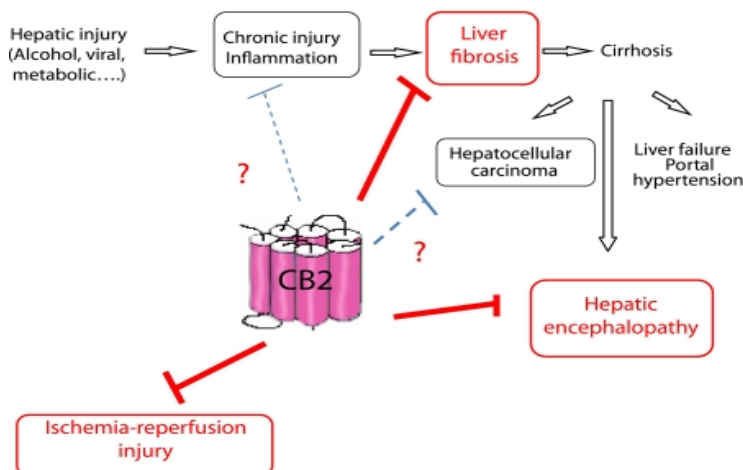 Hepatic injury
(Alcohol, viral,
metabolic....)
Chronic injury
Inflammation
Liver
fibrosis
Cirrhosis
Hepatocellular
carcinoma
Liver failure
Portal
hypertension
?
?
CB2
Hepatic
encephalopathy
Ischemia-reperfusion
injury